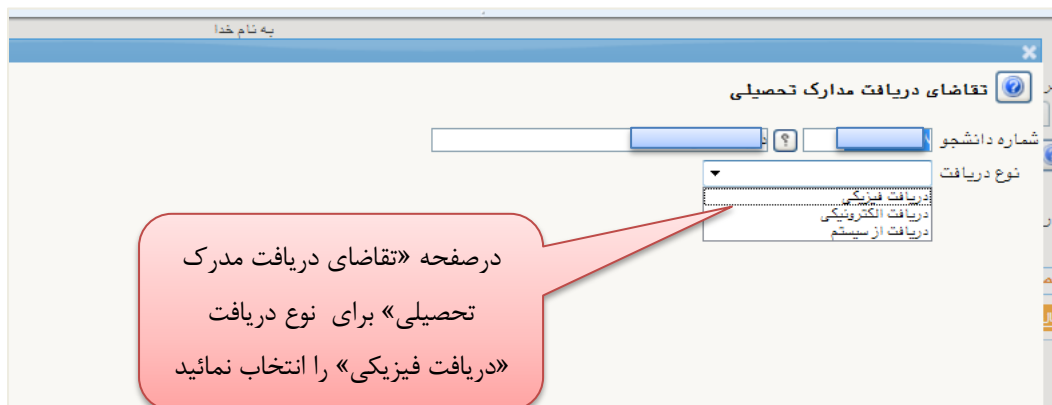 به نام خدا
تقاضای دریافت مدارک تحصیلی
شماره دانشجو
نوع دریافت
دریافت فیزیکی
دریافت الکترونیکی
دریافت از سیستم
درصفحه «تقاضای دریافت مدرک
تحصیلی» برای نوع دریافت
«دریافت فیزیکی» را انتخاب نمائید